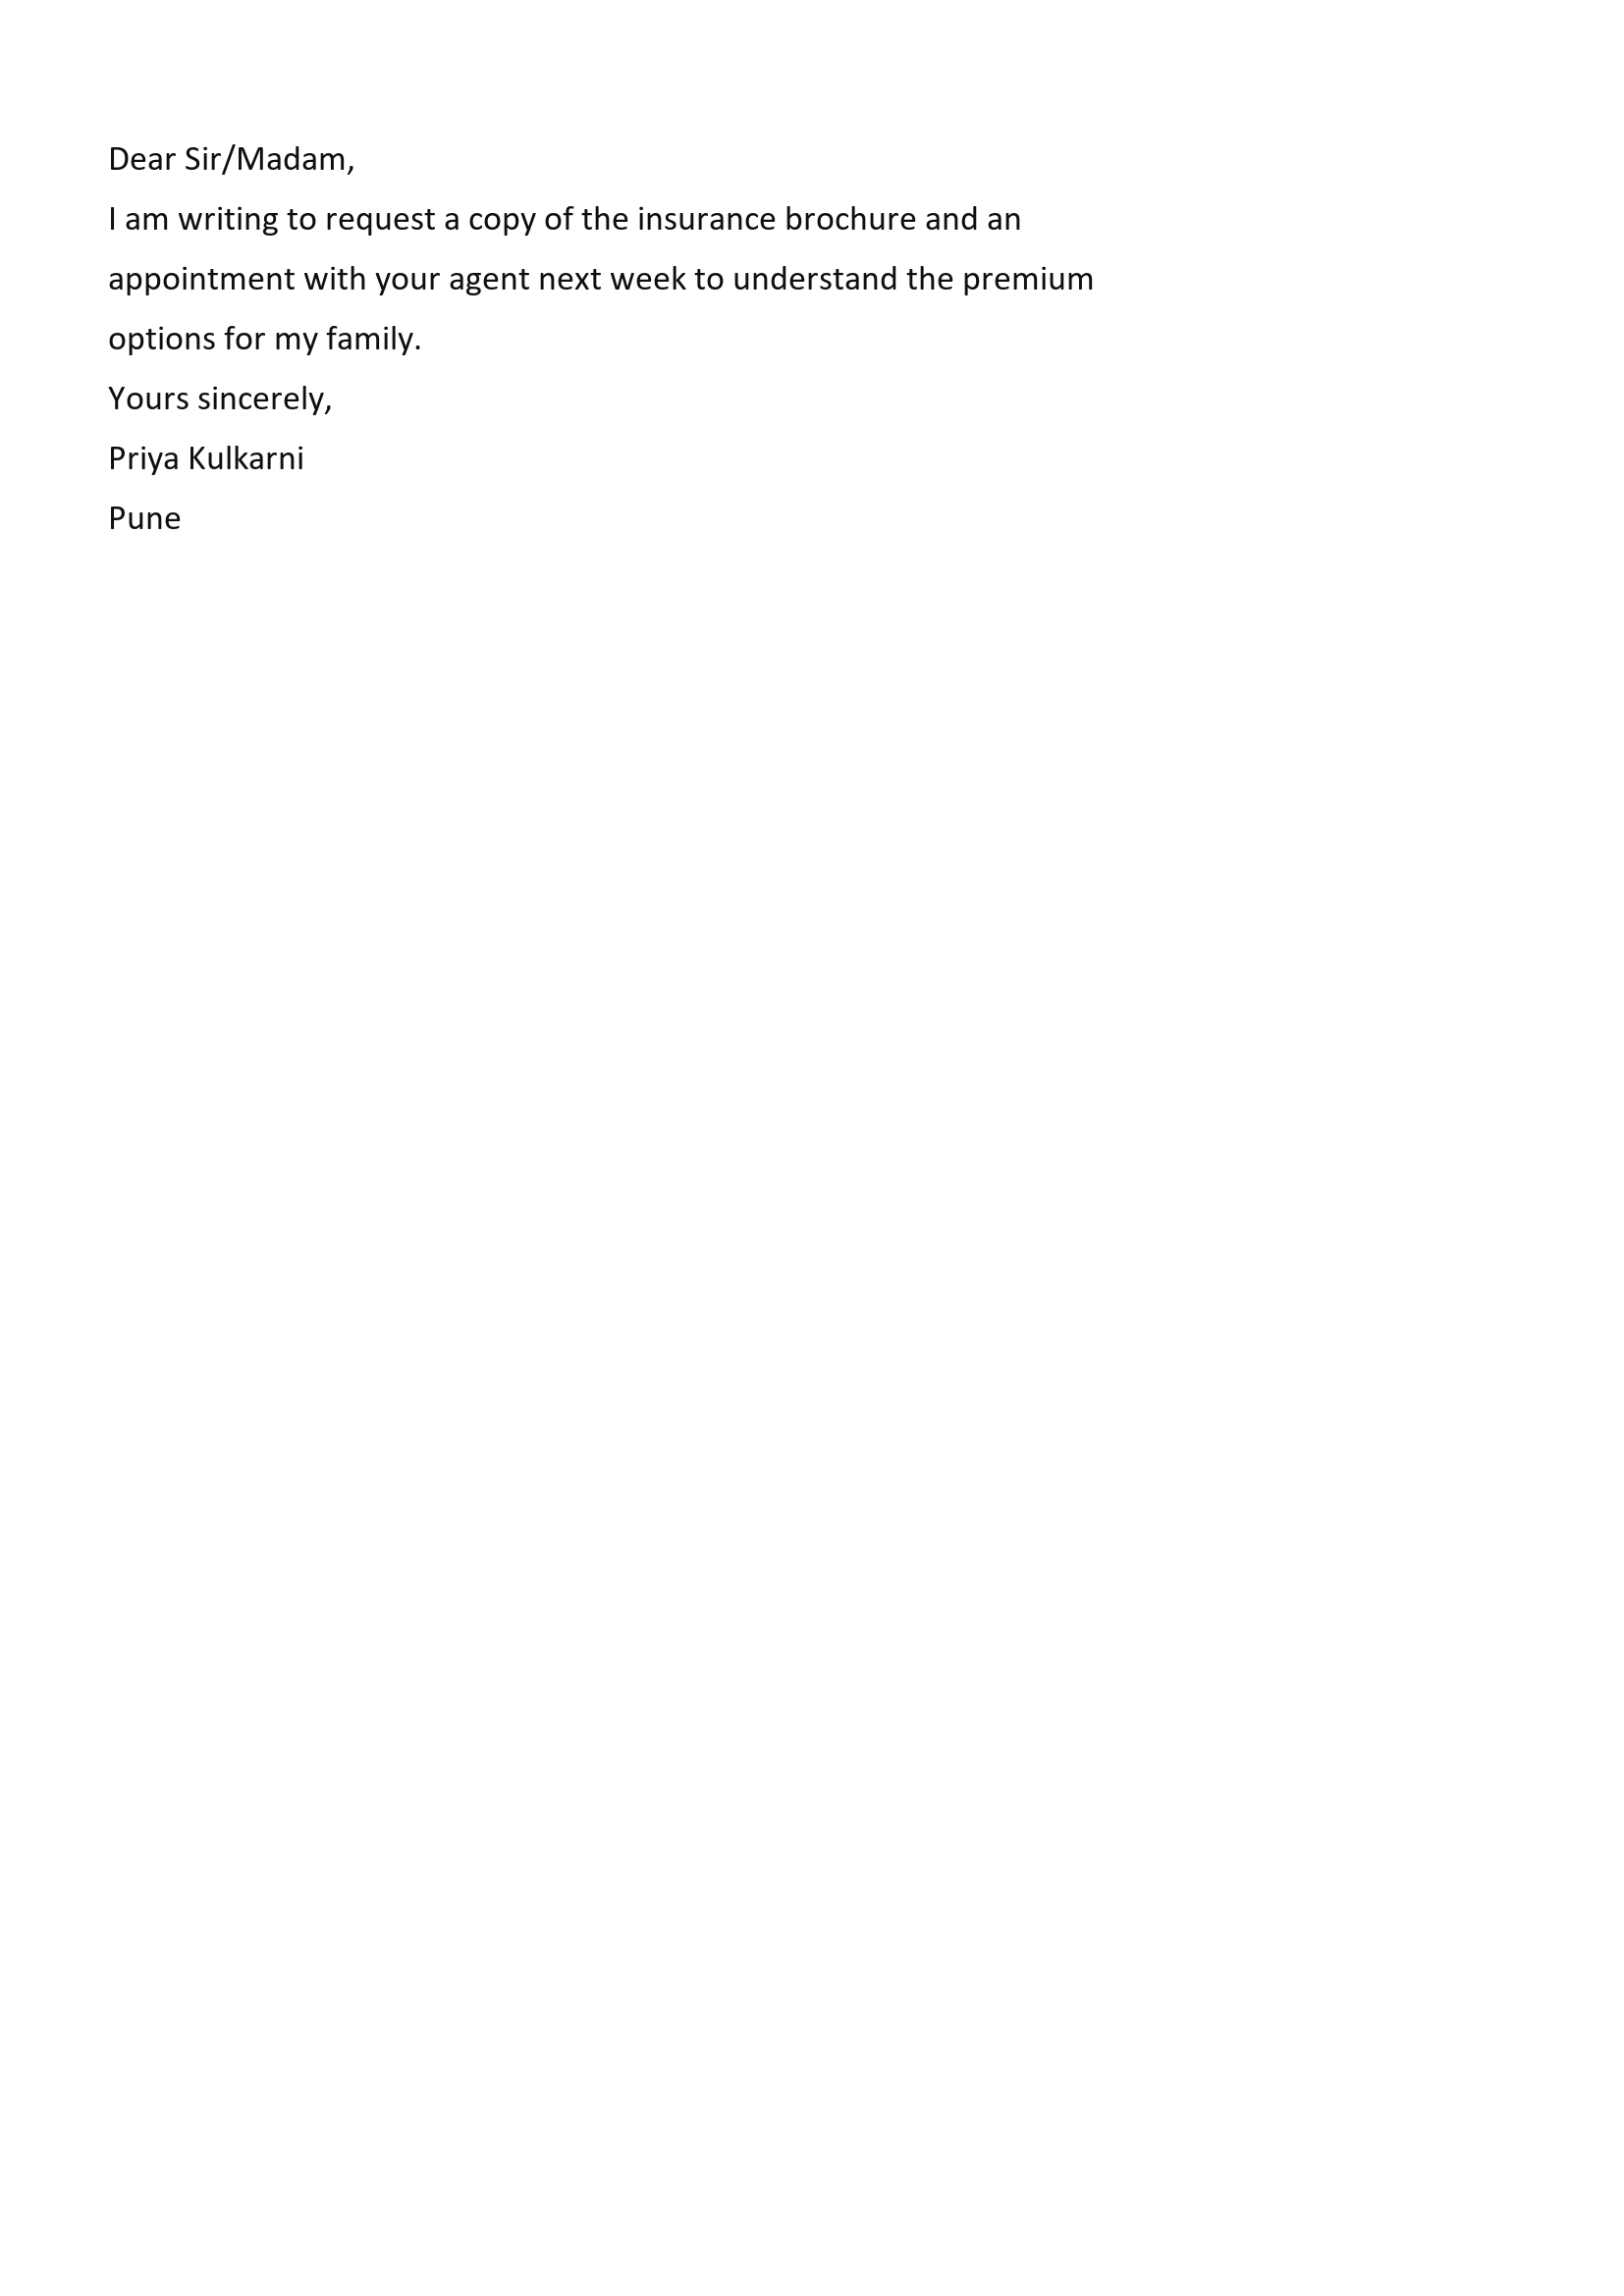 Dear Sir/Madam,
I am writing to request a copy of the insurance brochure and an
appointment with your agent next week to understand the premium
options for my family.
Yours sincerely,
Priya Kulkarni
Pune